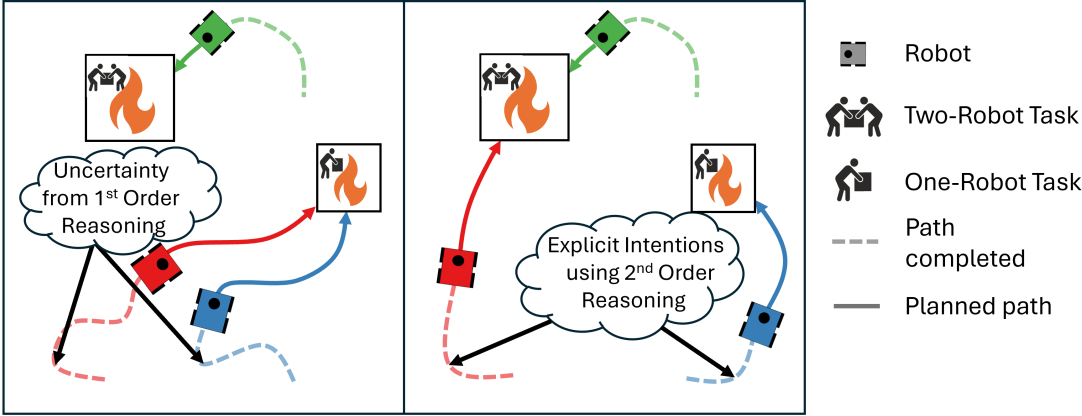 Uncertainty
from 1st Order
Reasoning
Explicit Intentions
using 2nd Order
Reasoning
Robot
Two-Robot Task
One-Robot Task
Path
completed
Planned path